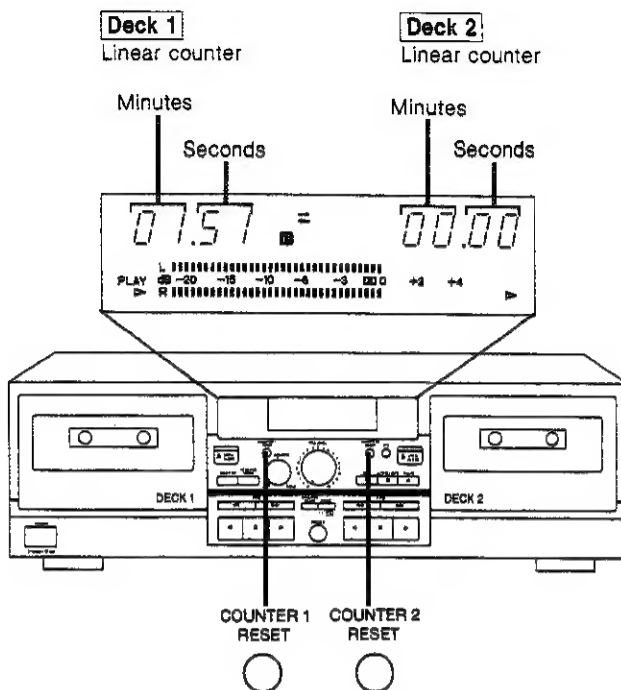 Deck 1 Deck 2
Linear counter Linear counter
Minutes Minutes
Seconds Seconds
07.57 00.00
L
PLAY dB -20 -15 -10 -6 -3 0 +2 +4
R
DECK 1 DECK 2
COUNTER 1 COUNTER 2
RESET RESET